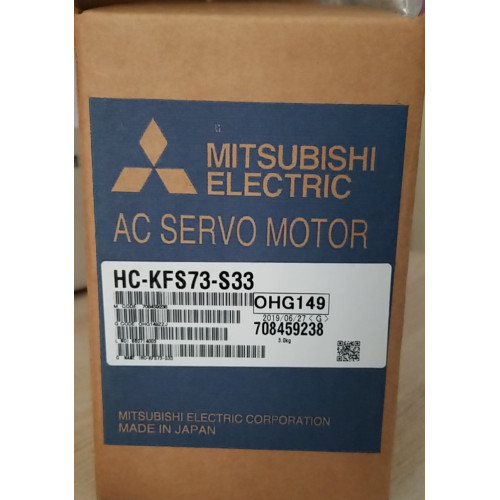 MITSUBISHI
ELECTRIC
AC SERVO MOTOR
HC-KFS73-S33
OHG149
2019/06/27 <G>
708459238
3.0kg
MITSUBISHI ELECTRIC CORPORATION
MADE IN JAPAN